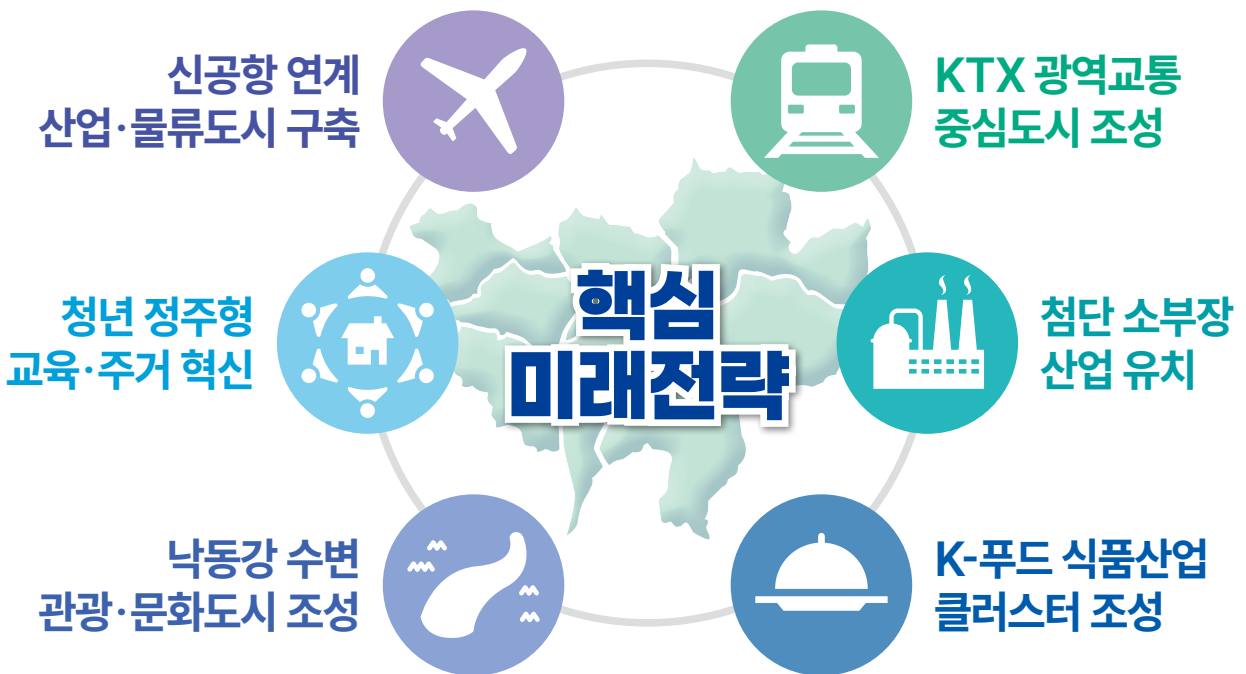 신공항 연계
산업·물류도시 구축
KTX 광역교통
중심도시 조성
청년 정주형
교육·주거 혁신
핵심
미래전략
첨단 소부장
산업 유치
낙동강 수변
관광·문화도시 조성
K-푸드 식품산업
클러스터 조성